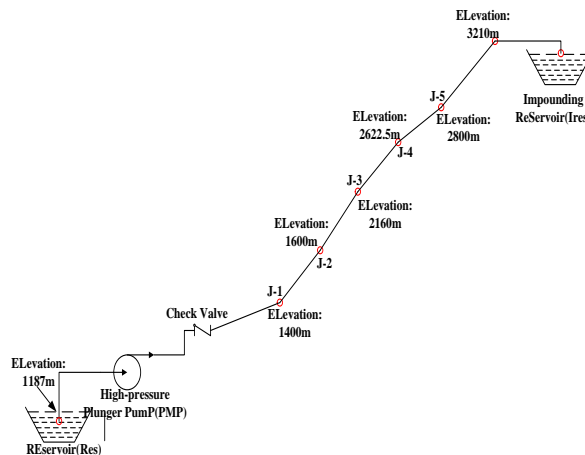 ELevation:
3210m
J-5
Impounding
ReServoir(Ires
ELevation:
2622.5m
ELevation:
2800m
J-4
J-3
ELevation:
2160m
ELevation:
1600m
J-2
J-1
Check Valve
ELevation:
1400m
ELevation:
1187m
High-pressure
Plunger PumP(PMP)
REservoir(Res)